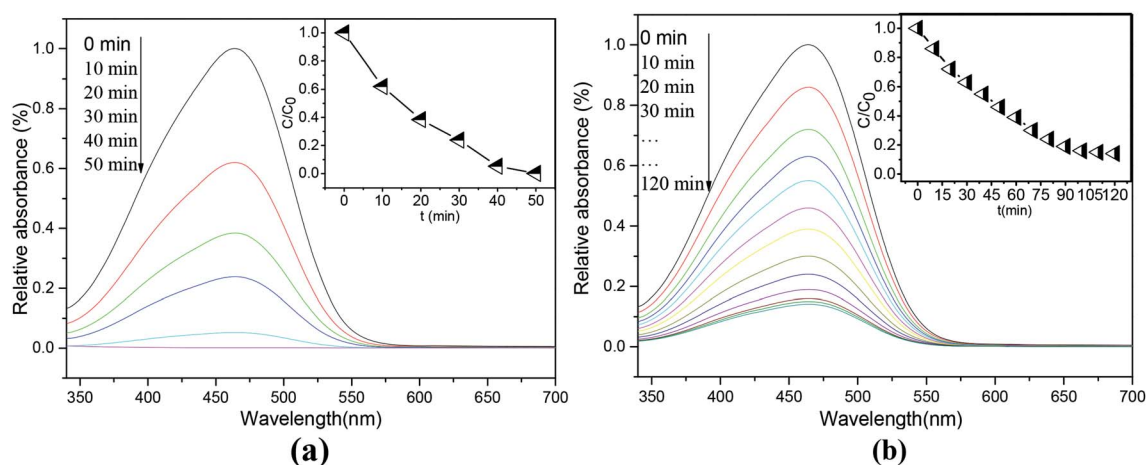 Relative absorbance (%)
1.0
0.8
0.6
0.4
0.2
0.0
0 min
10 min
20 min
30 min
40 min
50 min
C/C0
1.0
0.8
0.6
0.4
0.2
0.0
0 10 20 30 40 50
t (min)
350 400 450 500 550 600 650 700
Wavelength(nm)
(a)
Relative absorbance (%)
1.0
0.8
0.6
0.4
0.2
0.0
0 min
10 min
20 min
30 min
...
...
120 min
C/C0
1.0
0.8
0.6
0.4
0.2
0.0
0 15 30 45 60 75 90 105 120
t(min)
350 400 450 500 550 600 650 700
Wavelength(nm)
(b)